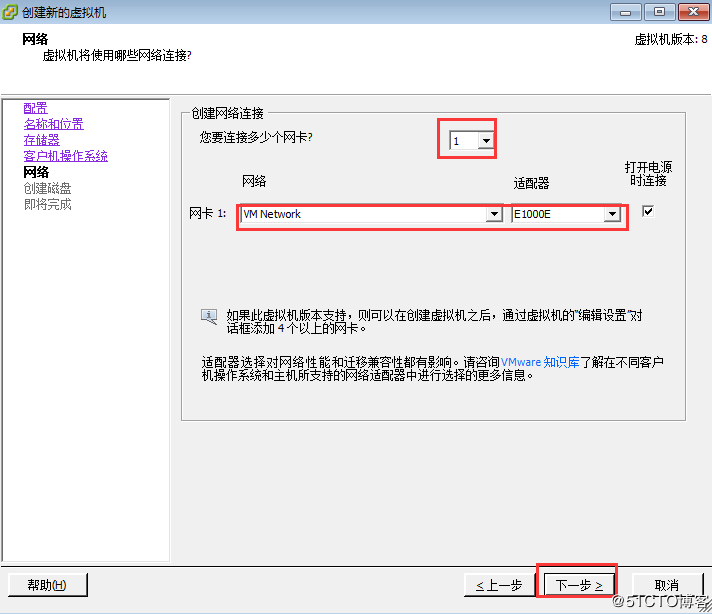 创建新的虚拟机
网络
虚拟机将使用哪些网络连接?
虚拟机版本: 8
配置
名称和位置
存储器
客户机操作系统
网络
创建磁盘
即将完成
创建网络连接
您要连接多少个网卡?
1
网络
适配器
打开电源
时连接
网卡 1:
VM Network
E1000E
如果此虚拟机版本支持，则可以在创建虚拟机之后，通过虚拟机的"编辑设置"对
话框添加 4 个以上的网卡。
适配器选择对网络性能和迁移兼容性都有影响。请咨询VMware 知识库了解在不同客户
机操作系统和主机所支持的网络适配器中进行选择的更多信息。
帮助(H)
< 上一步
下一步 >
取消
@51CTO博客